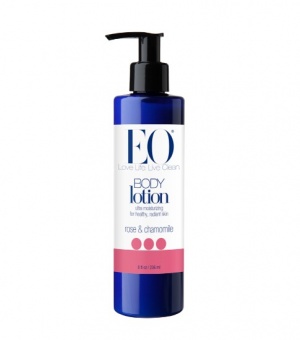 EO®
Love Life. Live Clean.
BODY
lotion
ultra moisturizing
for healthy, radiant skin
rose & chamomile